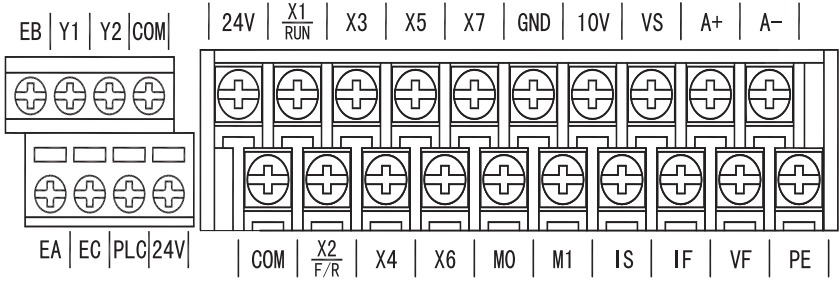 EB Y1 Y2 COM
24V X1/RUN X3 X5 X7 GND 10V VS A+ A-
EA EC PLC 24V
COM X2/F/R X4 X6 M0 M1 IS IF VF PE